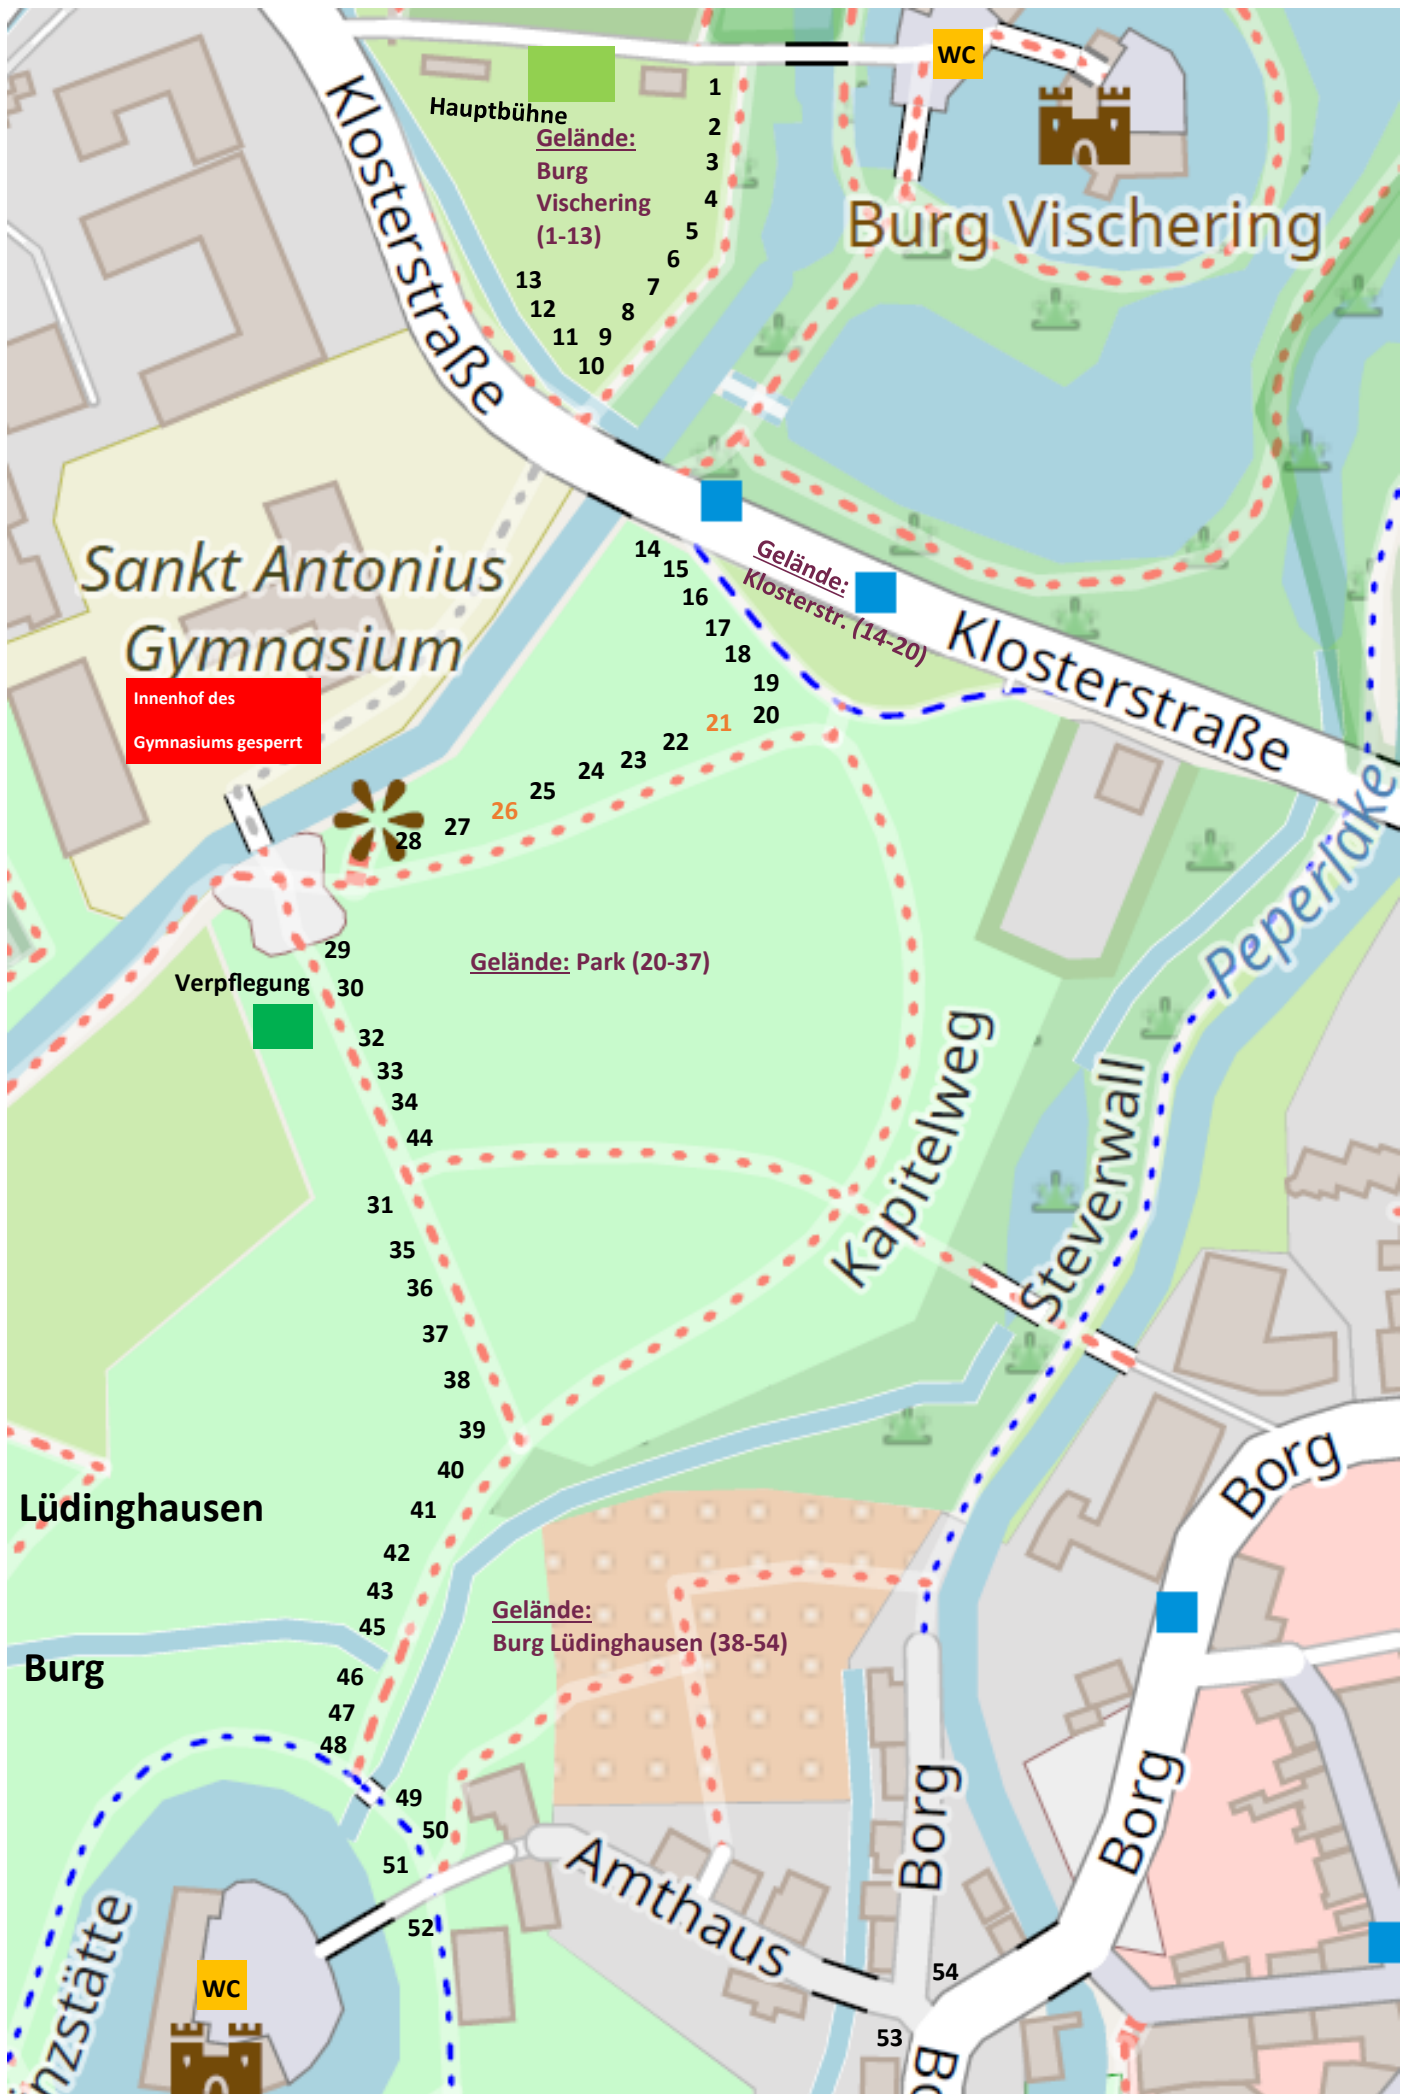 WC
1
Hauptbühne
2
Gelände:
Burg
Vischering
(1-13)
3
4
5
6
7
8
9
10
11
12
13
Burg Vischering
Klosterstraße
Sankt Antonius
Gymnasium
Innenhof des
Gymnasiums gesperrt
14
15
16
17
18
19
20
Gelände:
Klosterstr. (14-20)
Klosterstraße
21
22
23
24
25
26
27
28
Peperlake
29
Verpflegung
30
Gelände: Park (20-37)
32
33
34
44
Kapitelweg
Steverwall
31
35
36
37
38
39
40
41
42
43
45
46
47
48
Lüdinghausen
Burg
Gelände:
Burg Lüdinghausen (38-54)
Borg
Borg
Borg
49
50
51
52
Amthaus
54
53
Bo
WC
inzstätte